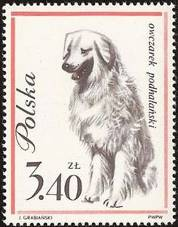 Polska
owczarek podhalański
ZŁ
3.40
J. GRABIAŃSKI
PWPW